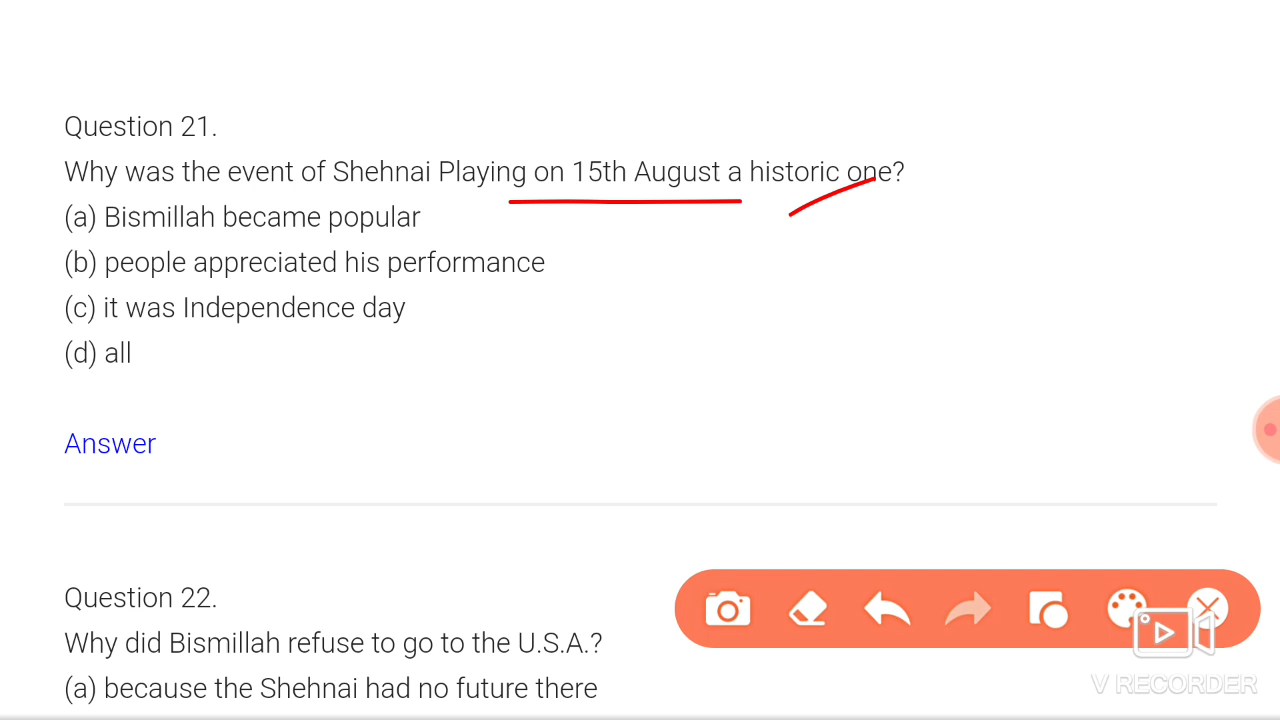 Question 21.
Why was the event of Shehnai Playing on 15th August a historic one?
(a) Bismillah became popular
(b) people appreciated his performance
(c) it was Independence day
(d) all
Answer
Question 22.
Why did Bismillah refuse to go to the U.S.A.?
(a) because the Shehnai had no future there
V RECORDER